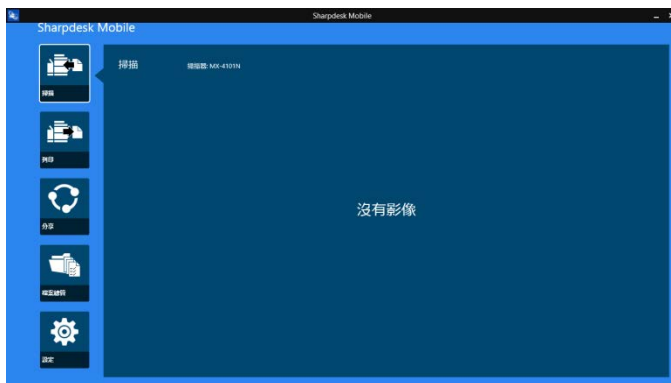 Sharpdesk Mobile
Sharpdesk Mobile
掃描
掃描
掃描器: MX-4101N
列印
沒有影像
分享
檔案總管
設定